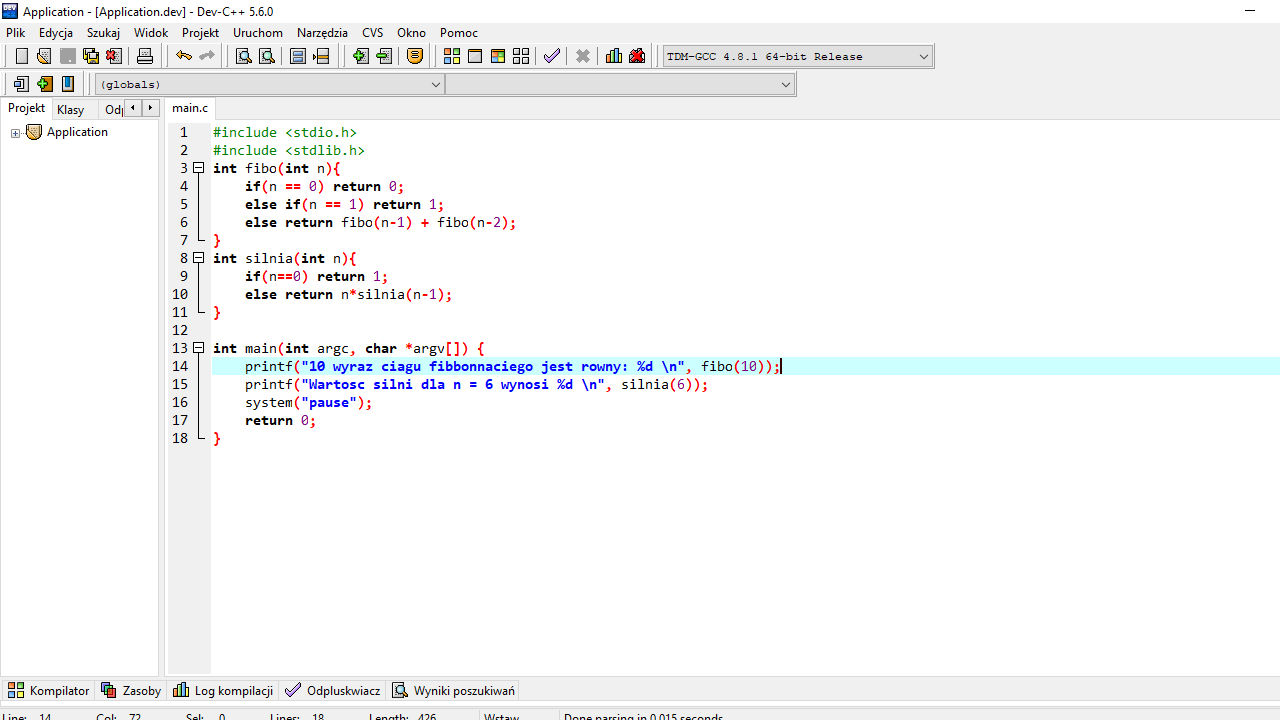 Application - [Application.dev] - Dev-C++ 5.6.0
Plik Edycja Szukaj Widok Projekt Uruchom Narzędzia CVS Okno Pomoc
TDM-GCC 4.8.1 64-bit Release
(globals)
Projekt Klasy Odp main.c
Application
1 #include <stdio.h>
2 #include <stdlib.h>
3 int fibo(int n){
4 if(n == 0) return 0;
5 else if(n == 1) return 1;
6 else return fibo(n-1) + fibo(n-2);
7 }
8 int silnia(int n){
9 if(n==0) return 1;
10 else return n*silnia(n-1);
11 }
12
13 int main(int argc, char *argv[]) {
14 printf("10 wyraz ciagu fibbonnaciego jest rowny: %d \n", fibo(10));
15 printf("Wartosc silni dla n = 6 wynosi %d \n", silnia(6));
16 system("pause");
17 return 0;
18 }
Kompilator Zasoby Log kompilacji Odpluskwiacz Wyniki poszukiwań
Line: 14 Col: 72 Sel: 0 Lines: 18 Length: 426 Wstaw Done parsing in 0,015 seconds